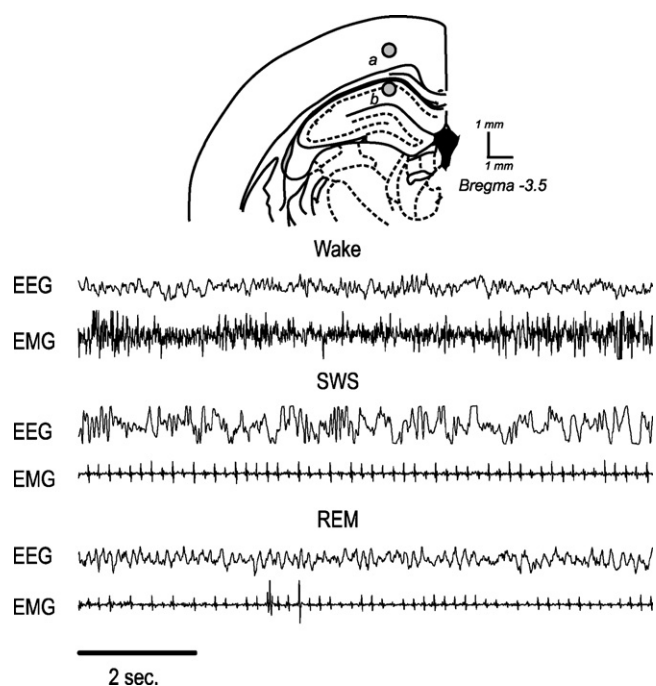 a
b
1 mm
1 mm
Bregma -3.5
Wake
EEG
EMG
SWS
EEG
EMG
REM
EEG
EMG
2 sec.